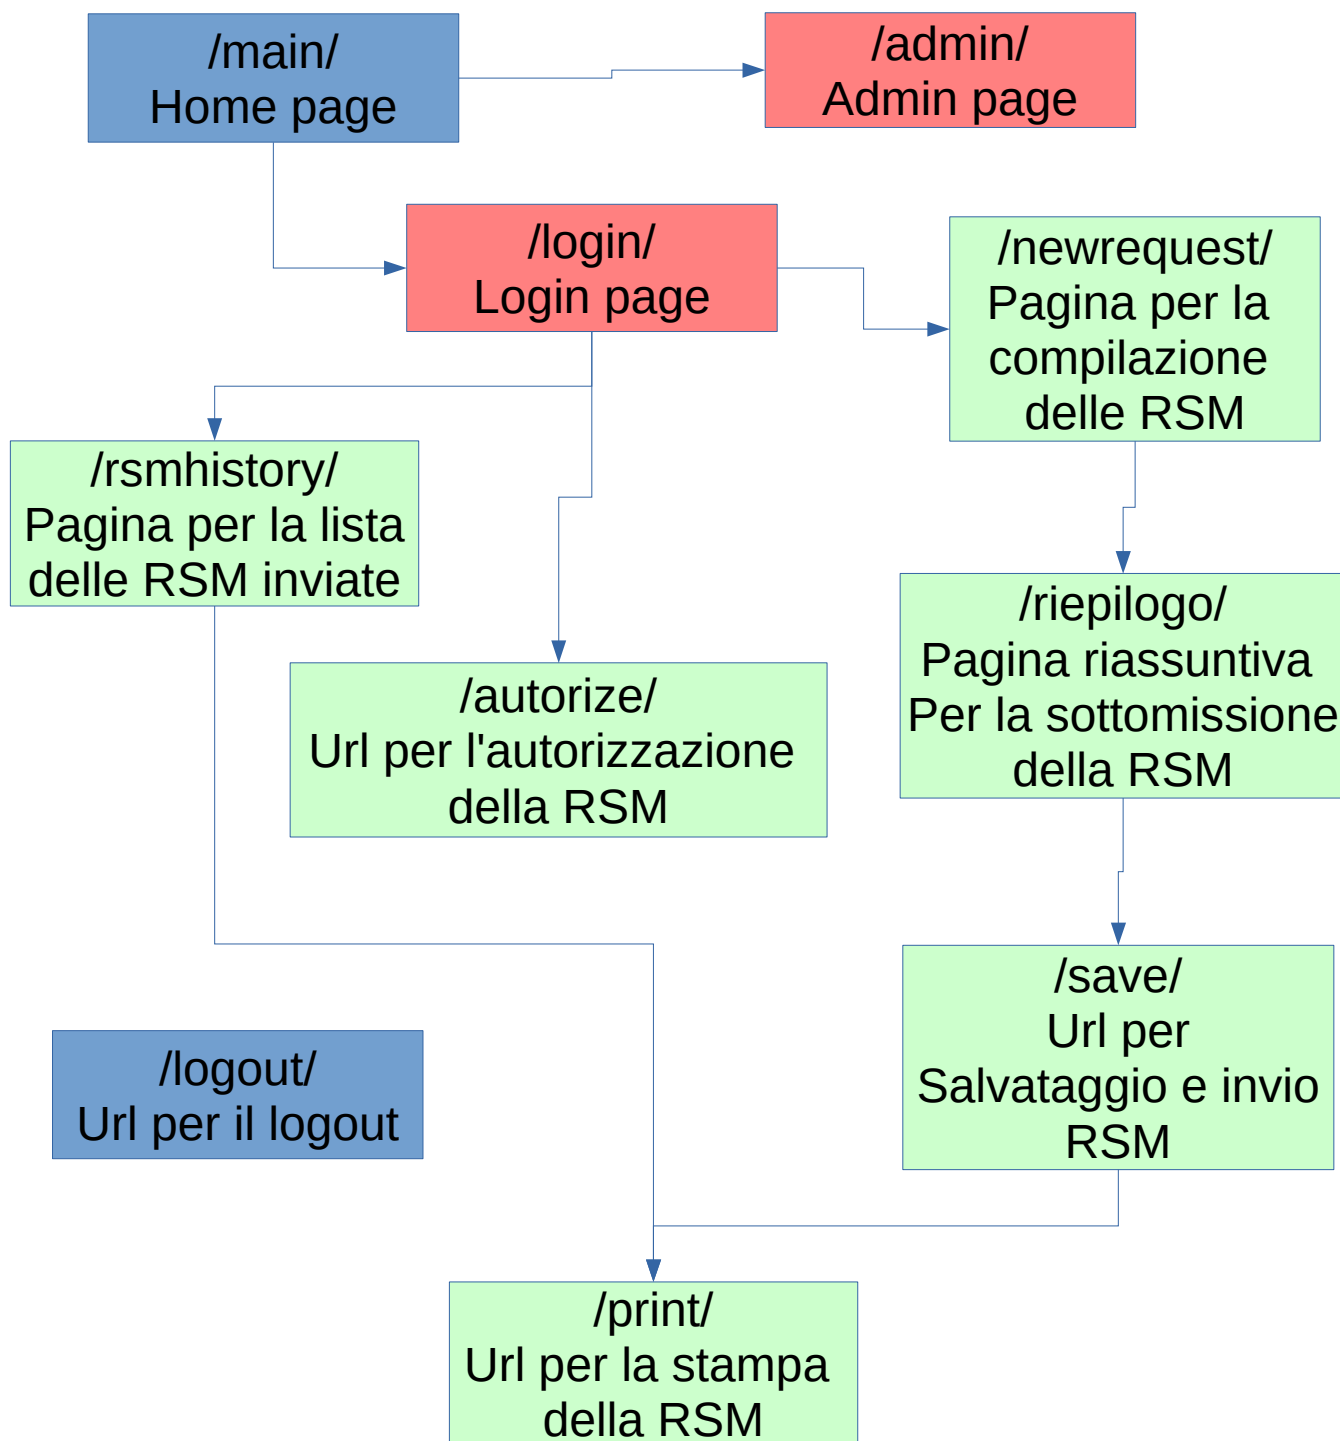 /main/
Home page
/admin/
Admin page
/login/
Login page
/newrequest/
Pagina per la
compilazione
delle RSM
/rsmhistory/
Pagina per la lista
delle RSM inviate
/autorize/
Url per l'autorizzazione
della RSM
/riepilogo/
Pagina riassuntiva
Per la sottomissione
della RSM
/save/
Url per
Salvataggio e invio
RSM
/logout/
Url per il logout
/print/
Url per la stampa
della RSM